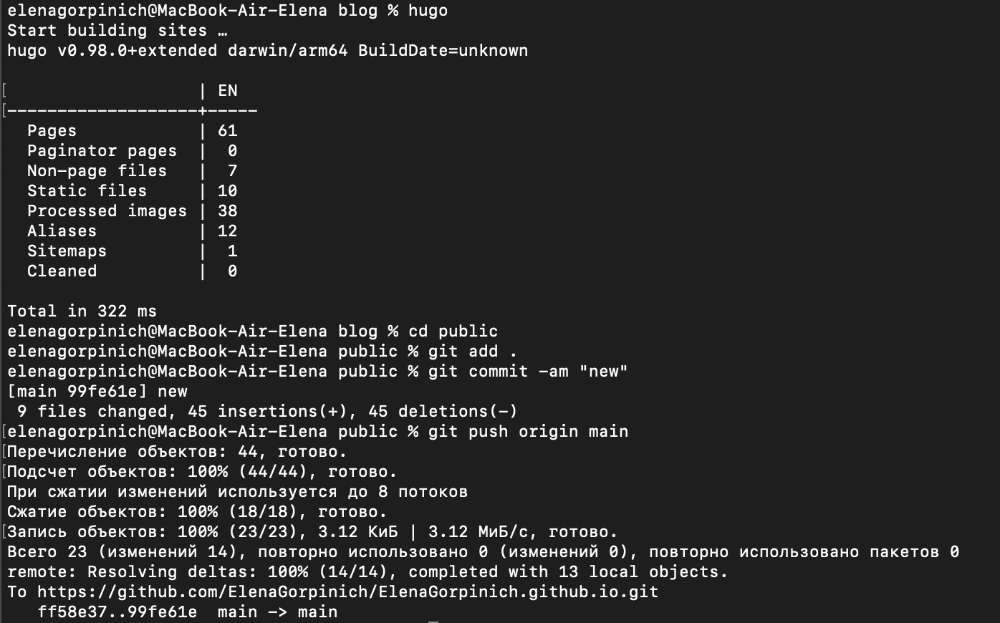 elenagorpinich@MacBook-Air-Elena blog % hugo
Start building sites …
hugo v0.98.0+extended darwin/arm64 BuildDate=unknown
[                   | EN
[-------------------+-----
  Pages            | 61
  Paginator pages  |  0
  Non-page files   |  7
  Static files     | 10
  Processed images | 38
  Aliases          | 12
  Sitemaps         |  1
  Cleaned          |  0
Total in 322 ms
elenagorpinich@MacBook-Air-Elena blog % cd public
elenagorpinich@MacBook-Air-Elena public % git add .
elenagorpinich@MacBook-Air-Elena public % git commit -am "new"
[main 99fe61e] new
 9 files changed, 45 insertions(+), 45 deletions(-)
[elenagorpinich@MacBook-Air-Elena public % git push origin main
[Перечисление объектов: 44, готово.
[Подсчет объектов: 100% (44/44), готово.
При сжатии изменений используется до 8 потоков
Сжатие объектов: 100% (18/18), готово.
[Запись объектов: 100% (23/23), 3.12 КиБ | 3.12 МиБ/с, готово.
Всего 23 (изменений 14), повторно использовано 0 (изменений 0), повторно использовано пакетов 0
remote: Resolving deltas: 100% (14/14), completed with 13 local objects.
To https://github.com/ElenaGorpinich/ElenaGorpinich.github.io.git
   ff58e37..99fe61e  main -> main